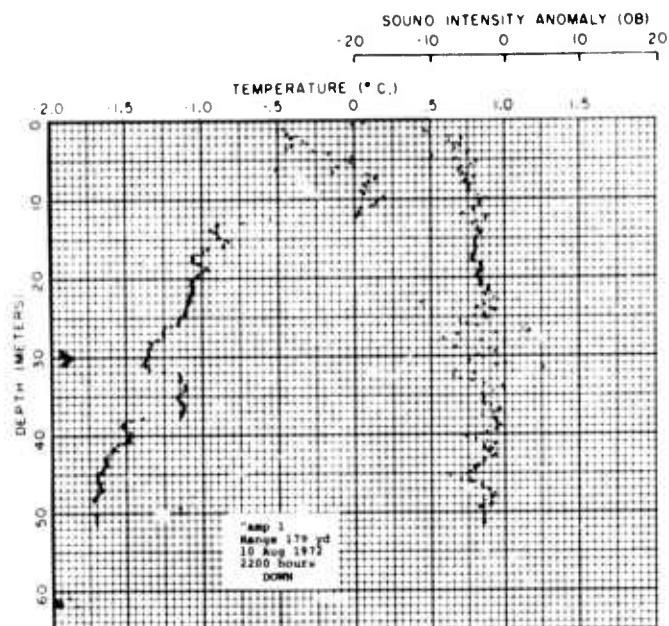 SOUND INTENSITY ANOMALY (OB)
-20 -10 0 10 20
TEMPERATURE (°C.)
-2.0 -1.5 -1.0 -.5 0 .5 1.0 1.5
0
10
20
30
40
50
60
DEPTH (METERS)
Range 179 yd
10 Aug 1972
2200 hours
DOWN